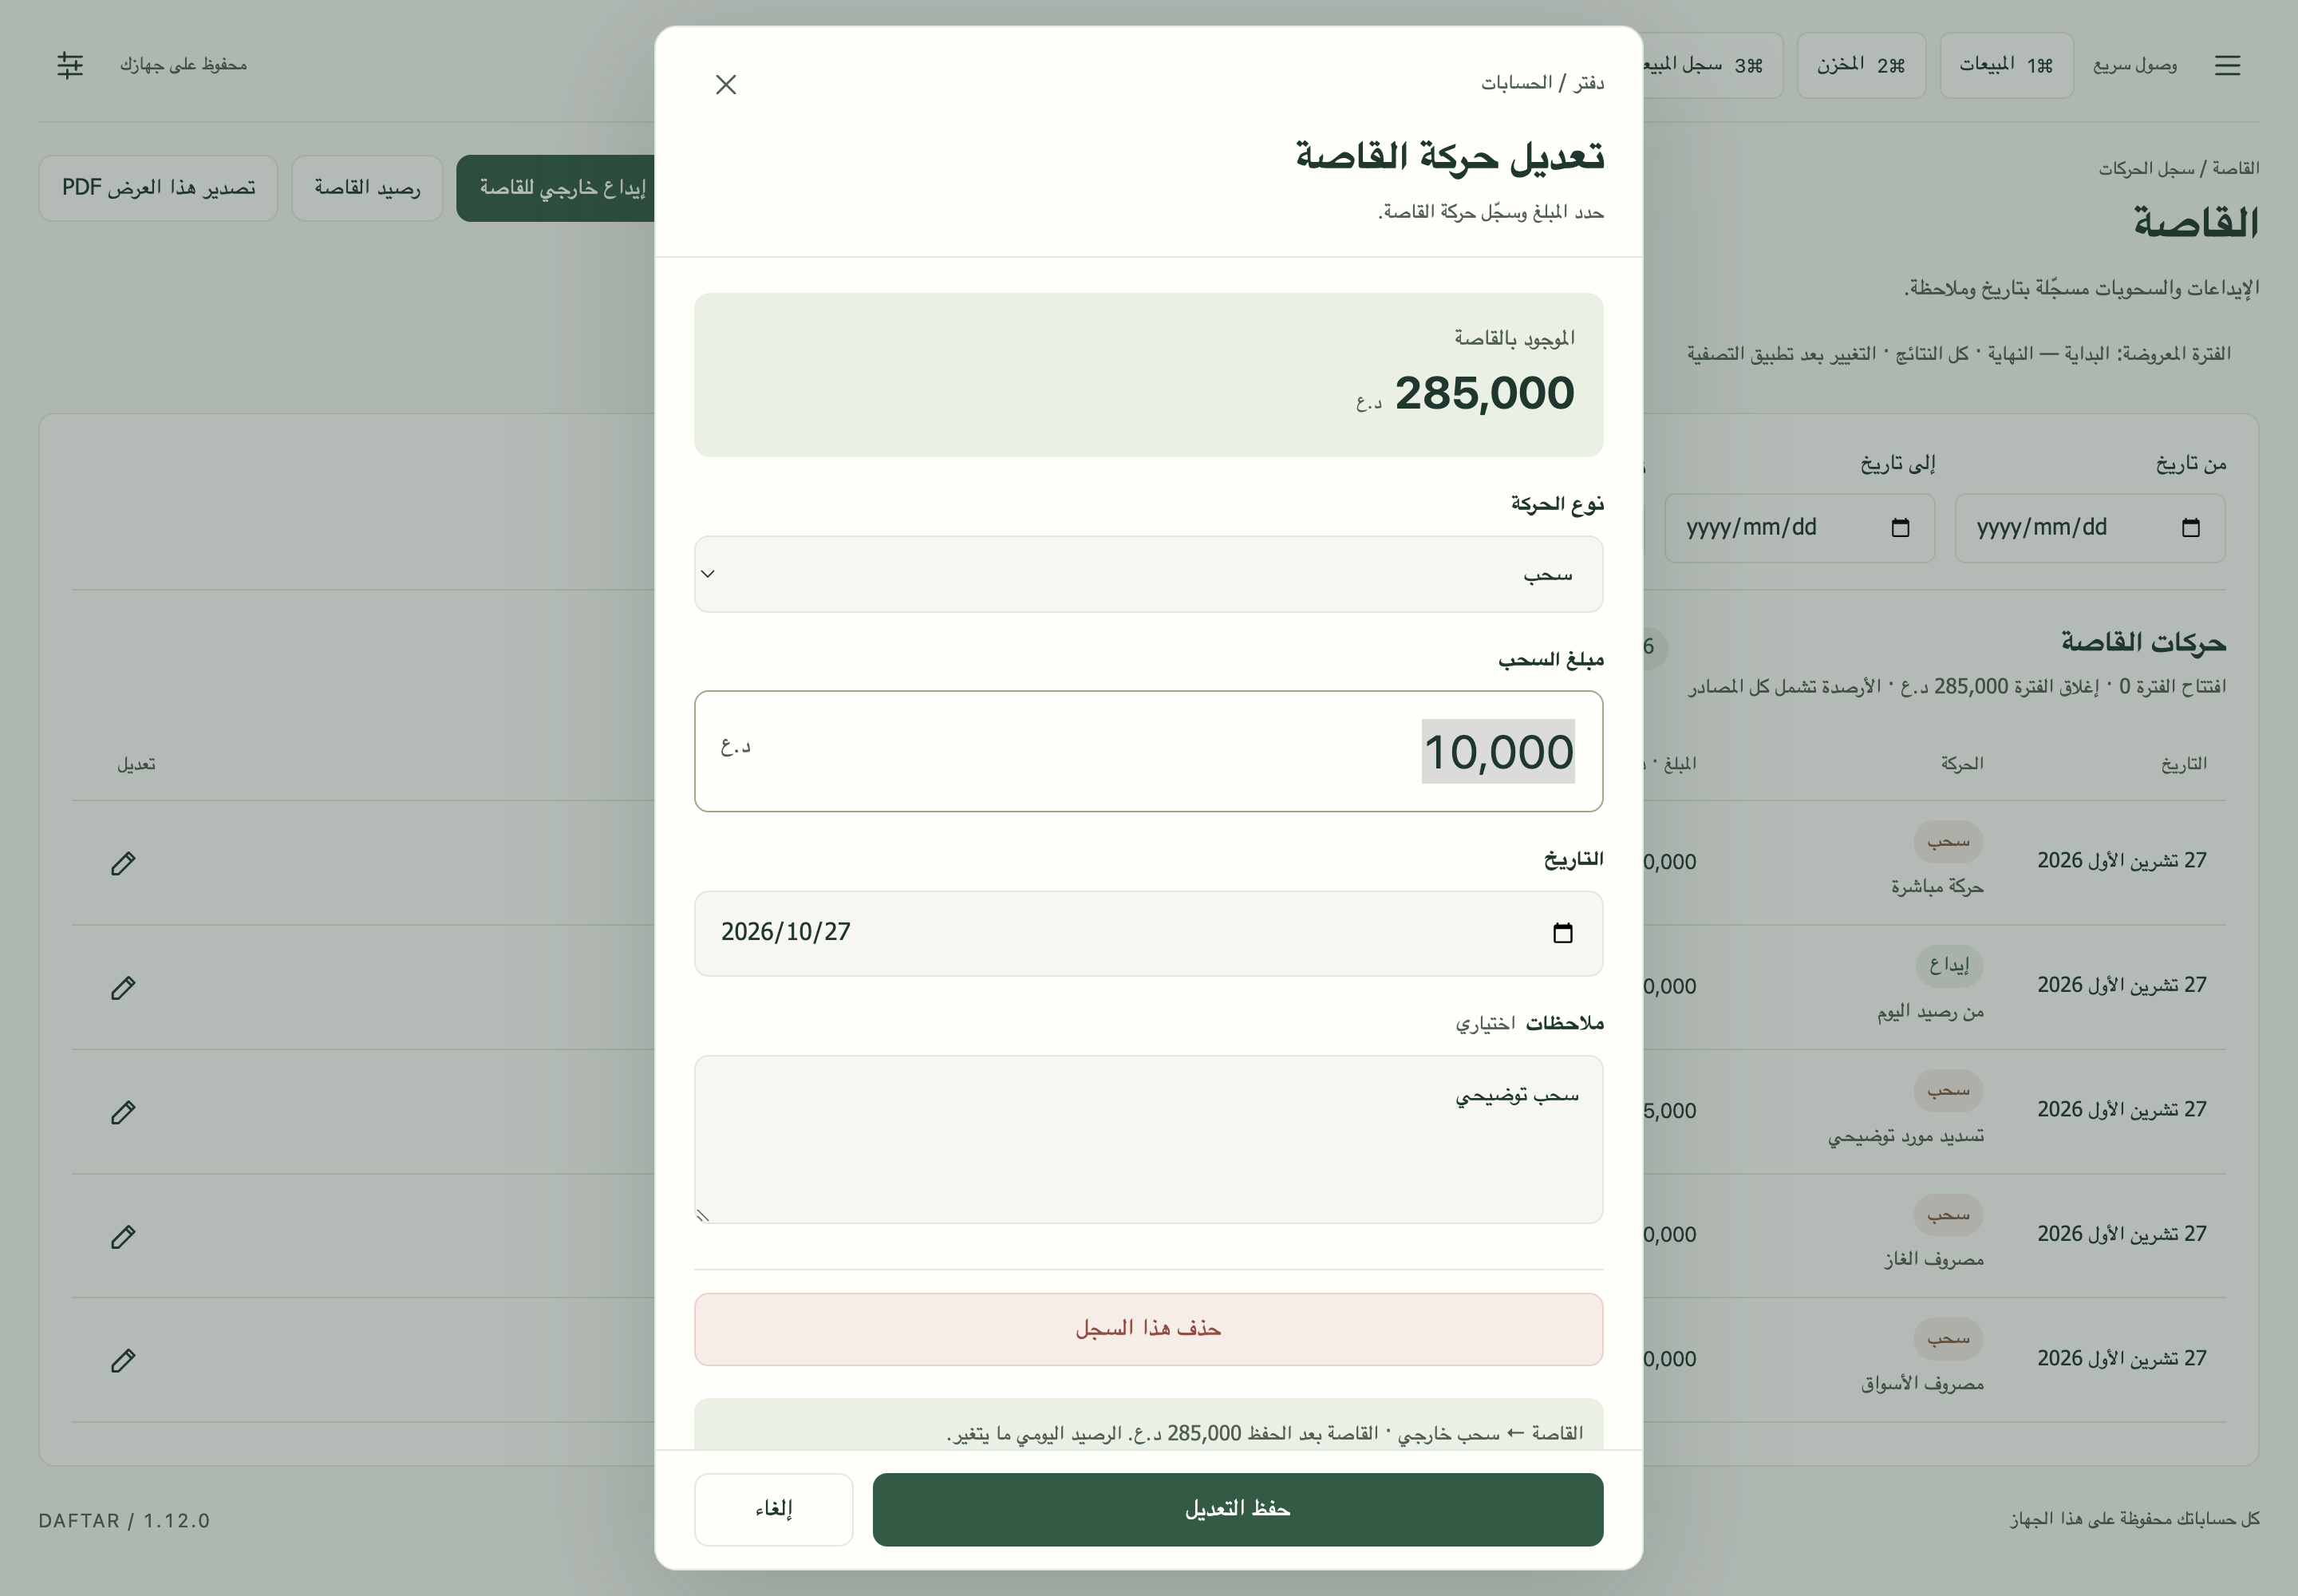 وصول سريع
⌘1 المبيعات
⌘2 المخزن
⌘3 سجل
محفوظ على جهازك
القاصة / سجل الحركات
القاصة
الإيداعات والسحوبات مسجّلة بتاريخ وملاحظة.
إيداع خارجي للقاصة
رصيد القاصة
تصدير هذا العرض PDF
الفترة المعروضة: البداية — النهاية · كل النتائج · التغيير بعد تطبيق التصفية
من تاريخ
إلى تاريخ
yyyy/mm/dd
yyyy/mm/dd
حركات القاصة
افتتاح الفترة 0 · إغلاق الفترة 285,000 د.ع · الأرصدة تشمل كل المصادر
التاريخ
الحركة
المبلغ ·
تعديل
27 تشرين الأول 2026
سحب
حركة مباشرة
27 تشرين الأول 2026
إيداع
من رصيد اليوم
27 تشرين الأول 2026
سحب
تسديد مورد توضيحي
27 تشرين الأول 2026
سحب
مصروف الغاز
27 تشرين الأول 2026
سحب
مصروف الأسواق
كل حساباتك محفوظة على هذا الجهاز
DAFTAR / 1.12.0
دفتر / الحسابات
تعديل حركة القاصة
حدد المبلغ وسجّل حركة القاصة.
الموجود بالقاصة
285,000 د.ع
نوع الحركة
سحب
مبلغ السحب
10,000 د.ع
التاريخ
2026/10/27
ملاحظات اختياري
سحب توضيحي
حذف هذا السجل
القاصة ← سحب خارجي · القاصة بعد الحفظ 285,000 د.ع. الرصيد اليومي ما يتغير.
حفظ التعديل
إلغاء